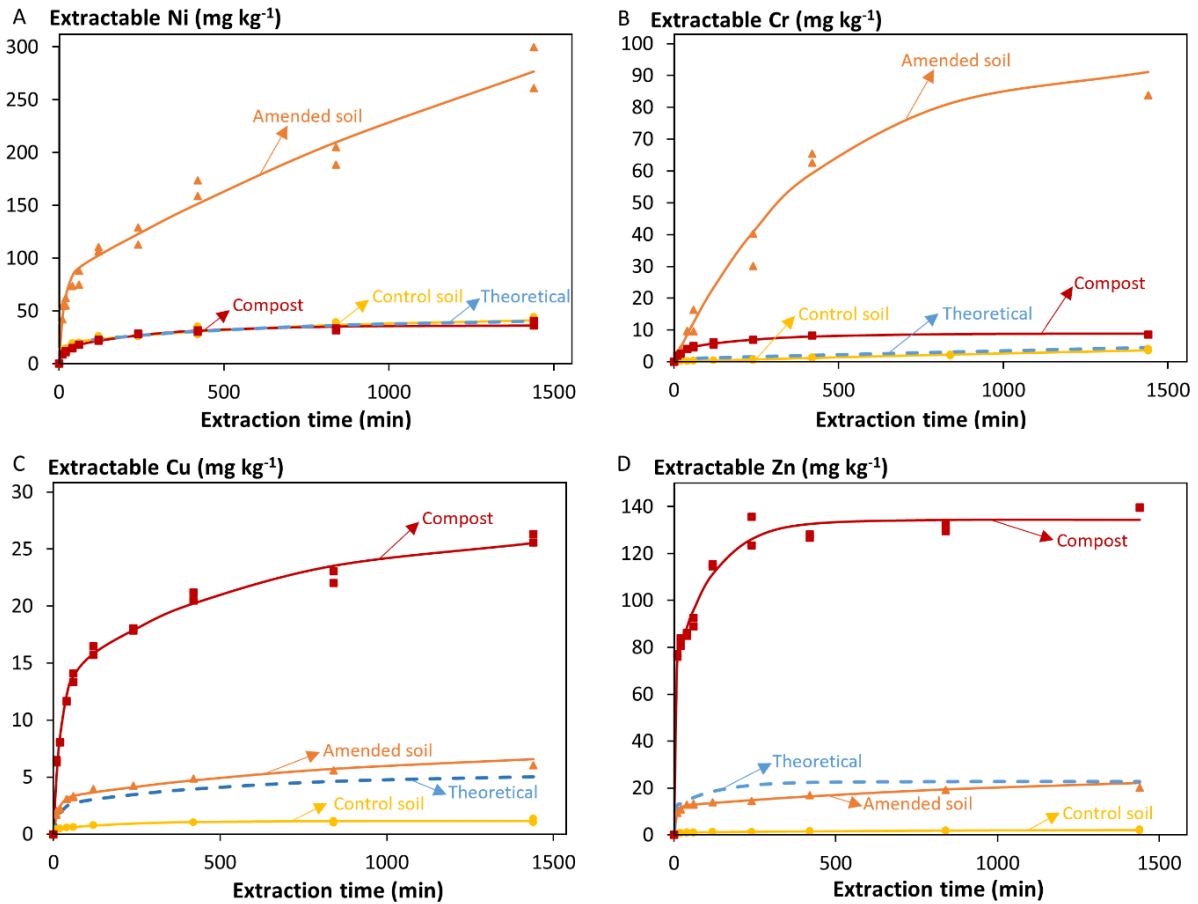 A Extractable Ni (mg kg⁻¹)
300
250
200
150
100
50
0
Amended soil
Compost
Control soil
Theoretical
0 500 1000 1500
Extraction time (min)
B Extractable Cr (mg kg⁻¹)
100
90
80
70
60
50
40
30
20
10
0
Amended soil
Compost
Control soil
Theoretical
0 500 1000 1500
Extraction time (min)
C Extractable Cu (mg kg⁻¹)
30
25
20
15
10
5
0
Compost
Amended soil
Theoretical
Control soil
0 500 1000 1500
Extraction time (min)
D Extractable Zn (mg kg⁻¹)
140
120
100
80
60
40
20
0
Compost
Theoretical
Amended soil
Control soil
0 500 1000 1500
Extraction time (min)